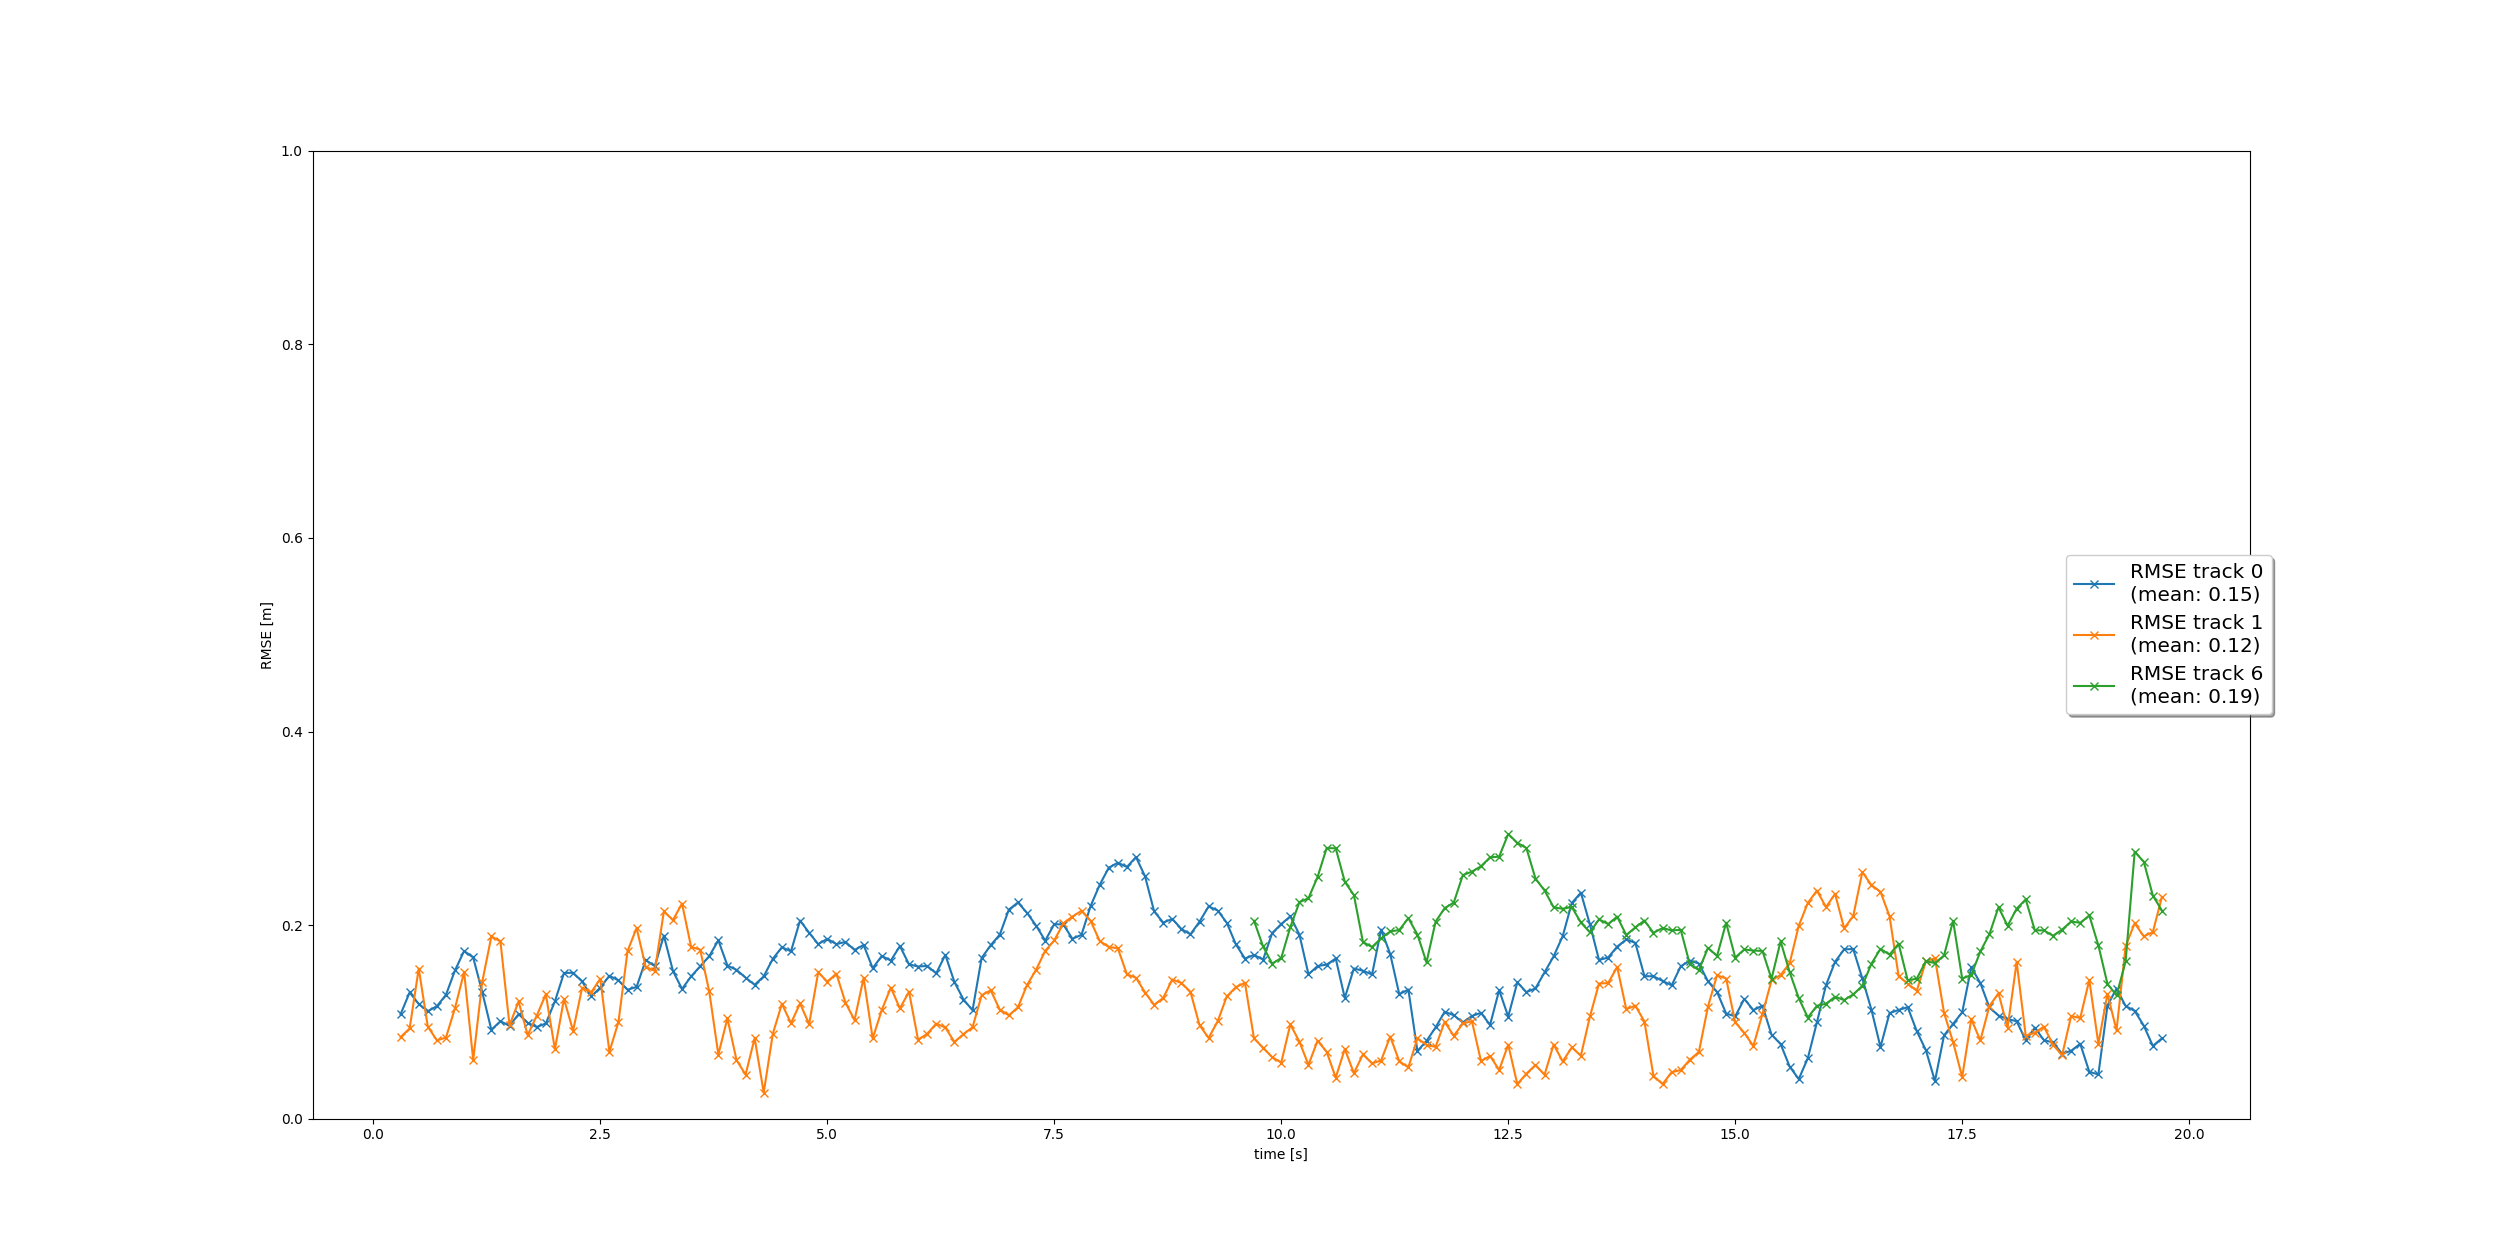 1.0
0.8
0.6
0.4
0.2
0.0
RMSE [m]
RMSE track 0
(mean: 0.15)
RMSE track 1
(mean: 0.12)
RMSE track 6
(mean: 0.19)
0.0 2.5 5.0 7.5 10.0 12.5 15.0 17.5 20.0
time [s]